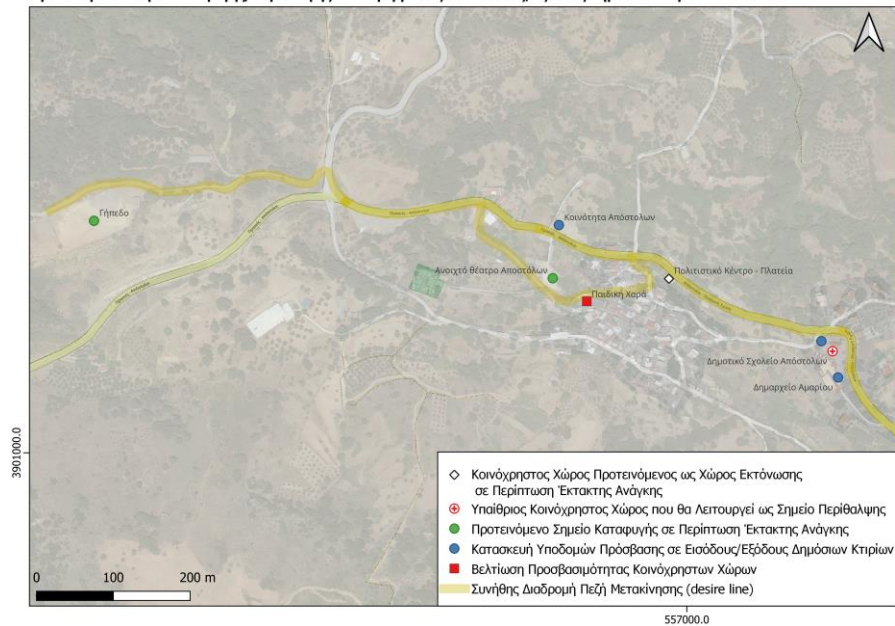 Γήπεδο
Κοινότητα Απόστολων
Ανοιχτό θέατρο Αποστόλων
Πολιτιστικό Κέντρο - Πλατεία
Παιδική Χαρά
Δημοτικό Σχολείο Απόστολων
Δημαρχείο Αμαρίου
3901000.0
Κοινόχρηστος Χώρος Προτεινόμενος ως Χώρος Εκτόνωσης
σε Περίπτωση Έκτακτης Ανάγκης
Υπαίθριος Κοινόχρηστος Χώρος που θα Λειτουργεί ως Σημείο Περίθαλψης
Προτεινόμενο Σημείο Καταφυγής σε Περίπτωση Έκτακτης Ανάγκης
Κατασκευή Υποδομών Πρόσβασης σε Εισόδους/Εξόδους Δημόσιων Κτιρίων
Βελτίωση Προσβασιμότητας Κοινόχρηστων Χώρων
Συνήθης Διαδρομή Πεζή Μετακίνησης (desire line)
0 100 200 m
557000.0